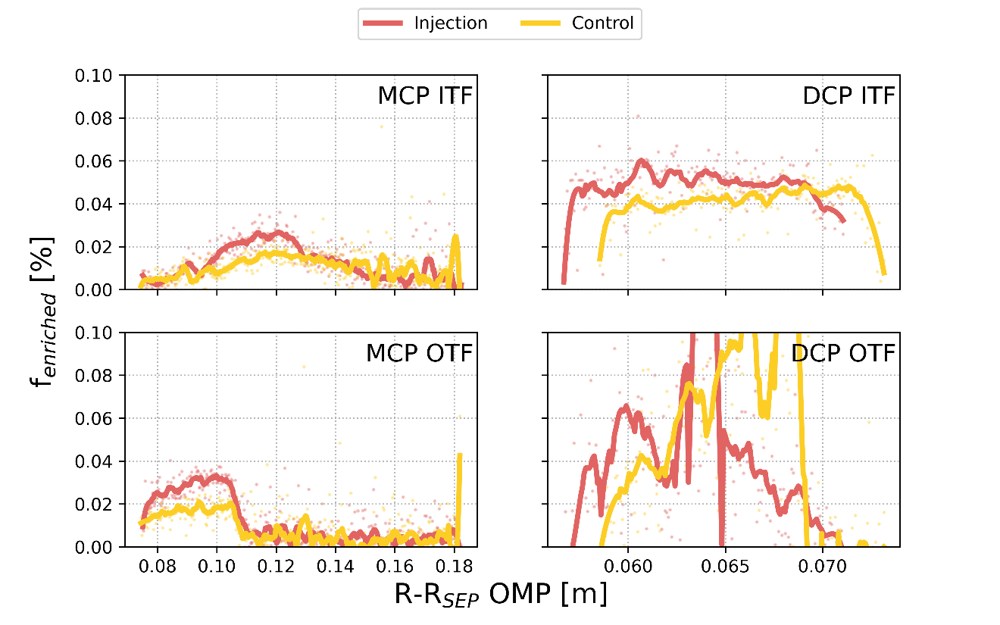 Injection Control
MCP ITF
DCP ITF
0.10
0.08
0.06
0.04
0.02
0.00
MCP OTF
DCP OTF
0.10
0.08
0.06
0.04
0.02
0.00
0.08 0.10 0.12 0.14 0.16 0.18
0.060 0.065 0.070
f_enriched [%]
R-R_SEP OMP [m]